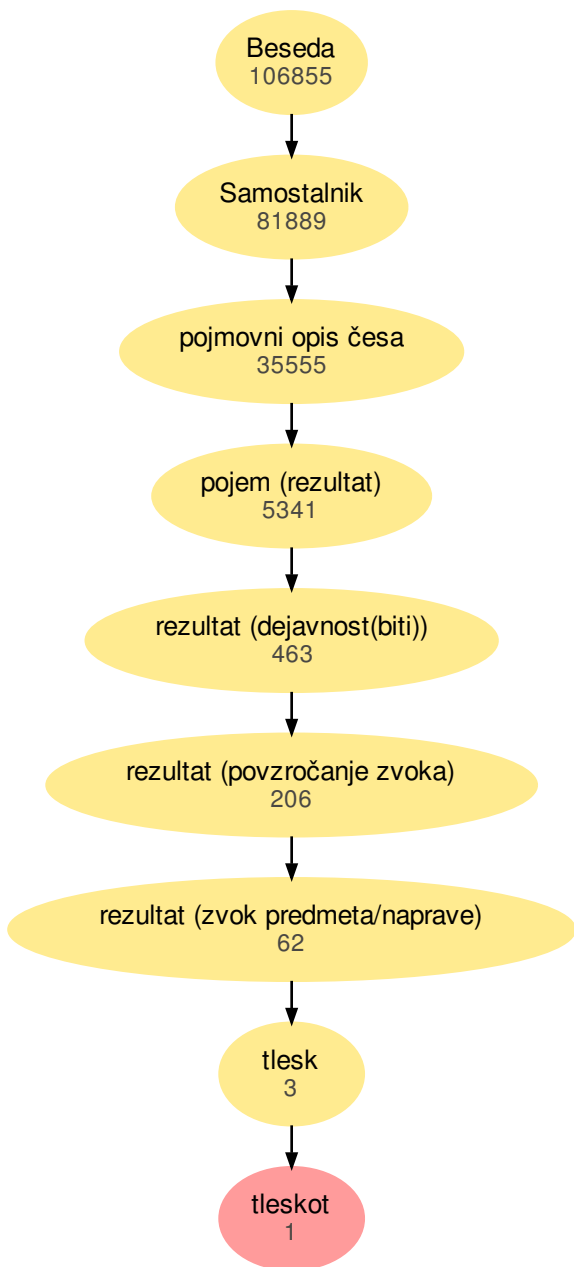 Beseda
106855
Samostalnik
81889
pojmovni opis česa
35555
pojem (rezultat)
5341
rezultat (dejavnost(biti))
463
rezultat (povzročanje zvoka)
206
rezultat (zvok predmeta/naprave)
62
tlesk
3
tleskot
1